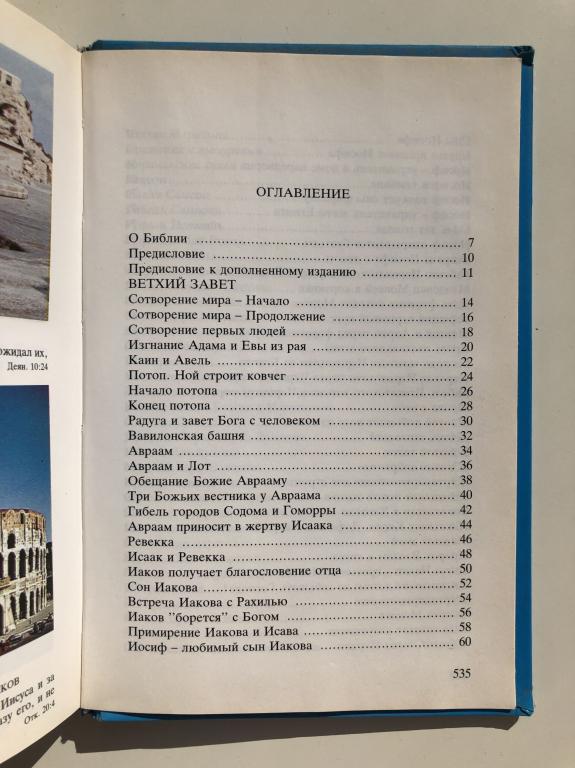 ожидал их,
Деян. 10:24
КОВ
Иисуса и за
азу его, и не
Отк. 20:4
ОГЛАВЛЕНИЕ
О Библии ........ 7
Предисловие ........ 10
Предисловие к дополненному изданию ........ 11
ВЕТХИЙ ЗАВЕТ
Сотворение мира – Начало ........ 14
Сотворение мира – Продолжение ........ 16
Сотворение первых людей ........ 18
Изгнание Адама и Евы из рая ........ 20
Каин и Авель ........ 22
Потоп. Ной строит ковчег ........ 24
Начало потопа ........ 26
Конец потопа ........ 28
Радуга и завет Бога с человеком ........ 30
Вавилонская башня ........ 32
Авраам ........ 34
Авраам и Лот ........ 36
Обещание Божие Аврааму ........ 38
Три Божьих вестника у Авраама ........ 40
Гибель городов Содома и Гоморры ........ 42
Авраам приносит в жертву Исаака ........ 44
Ревекка ........ 46
Исаак и Ревекка ........ 48
Иаков получает благословение отца ........ 50
Сон Иакова ........ 52
Встреча Иакова с Рахилью ........ 54
Иаков "борется" с Богом ........ 56
Примирение Иакова и Исава ........ 58
Иосиф – любимый сын Иакова ........ 60
535